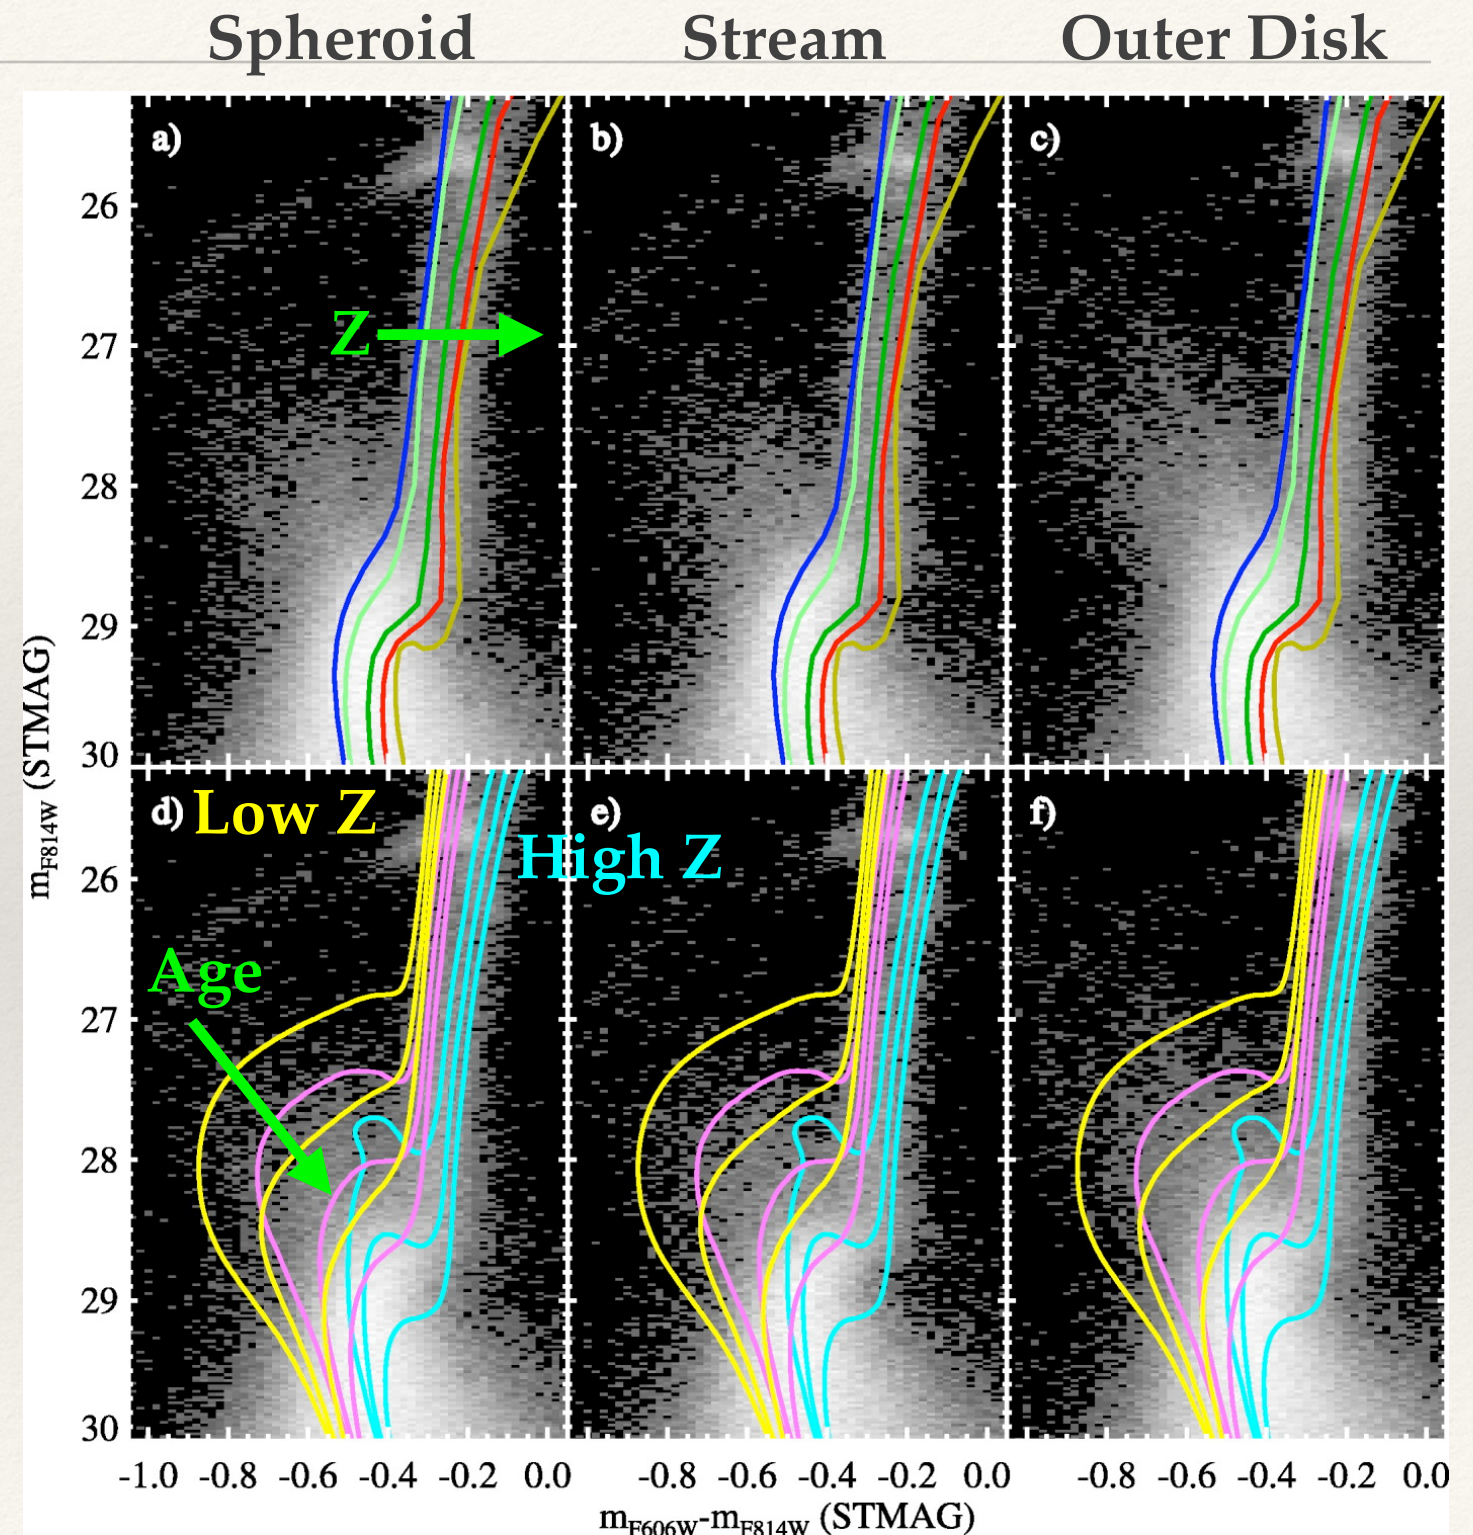 Spheroid Stream Outer Disk
a) b) c)
26
Z
27
28
29
30
m_F814W (STMAG)
d) Low Z e) f)
High Z
26
Age
27
28
29
30
-1.0 -0.8 -0.6 -0.4 -0.2 0.0 -0.8 -0.6 -0.4 -0.2 0.0 -0.8 -0.6 -0.4 -0.2 0.0
m_F606W-m_F814W (STMAG)